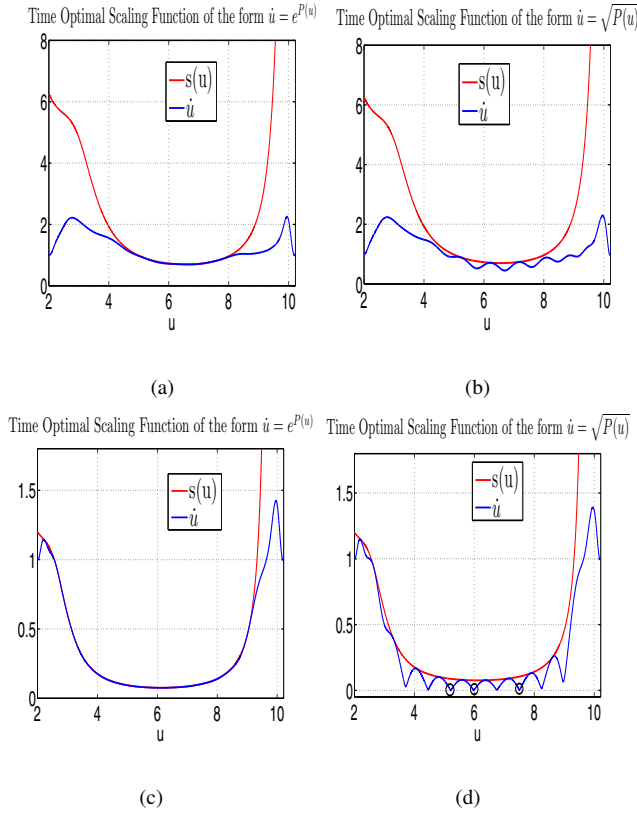 Time Optimal Scaling Function of the form u̇ = e^{P(u)}
8
6
4
2
0
s(u)
u̇
2 4 6 8 10
u
(a)
Time Optimal Scaling Function of the form u̇ = √P(u)
8
6
4
2
0
s(u)
u̇
2 4 6 8 10
u
(b)
Time Optimal Scaling Function of the form u̇ = e^{P(u)}
1.5
1
0.5
0
s(u)
u̇
2 4 6 8 10
u
(c)
Time Optimal Scaling Function of the form u̇ = √P(u)
1.5
1
0.5
0
s(u)
u̇
2 4 6 8 10
u
(d)